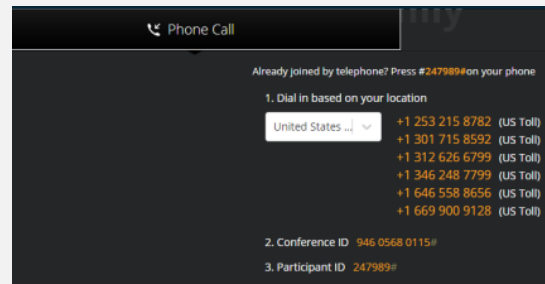 Phone Call
Already joined by telephone? Press #247989#on your phone
1. Dial in based on your location
United States ...
+1 253 215 8782 (US Toll)
+1 301 715 8592 (US Toll)
+1 312 626 6799 (US Toll)
+1 346 248 7799 (US Toll)
+1 646 558 8656 (US Toll)
+1 669 900 9128 (US Toll)
2. Conference ID 946 0568 0115#
3. Participant ID 247989#